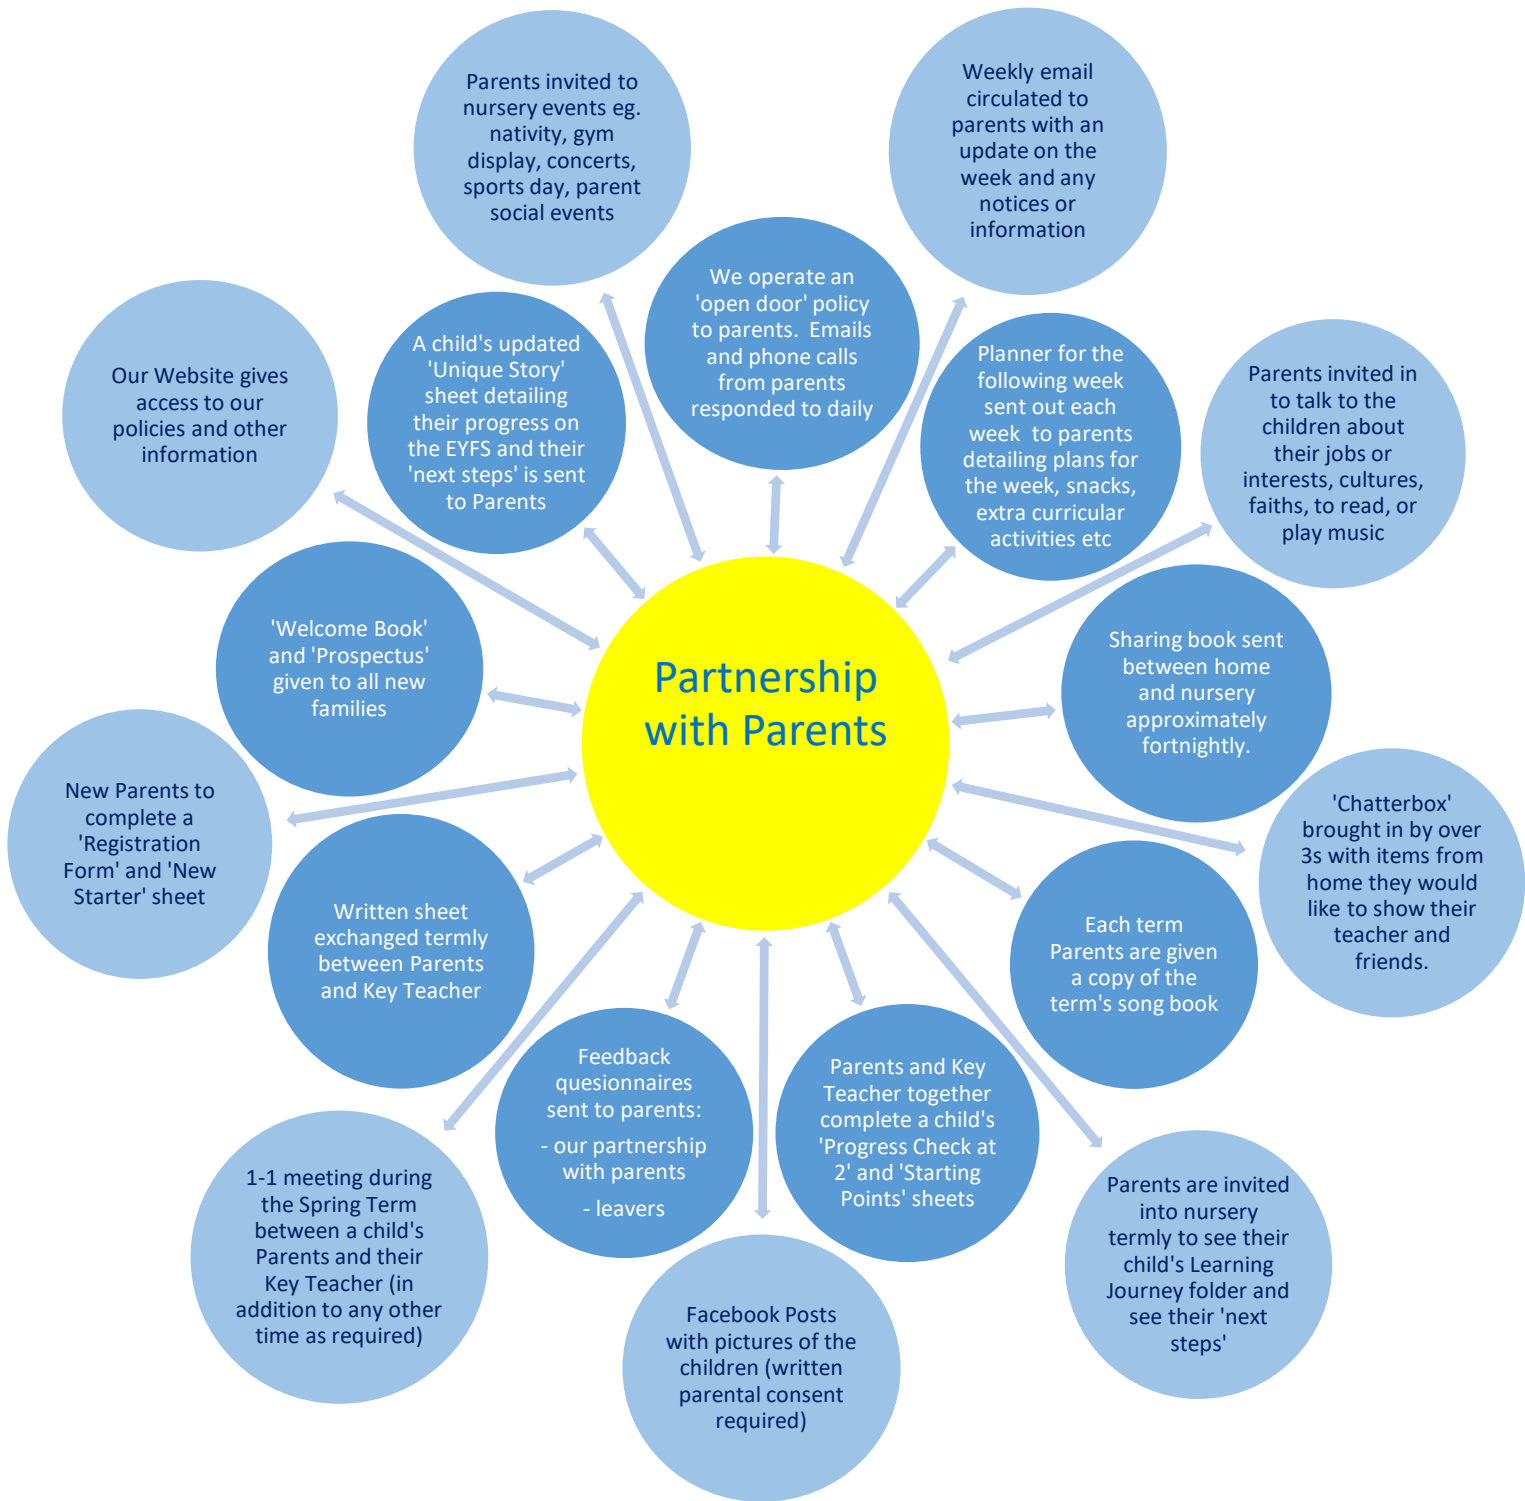 Partnership
with Parents
We operate an
'open door' policy
to parents.  Emails
and phone calls
from parents
responded to daily
Weekly email
circulated to
parents with an
update on the
week and any
notices or
information
Planner for the
following week
sent out each
week  to parents
detailing plans for
the week, snacks,
extra curricular
activities etc
Parents invited in
to talk to the
children about
their jobs or
interests, cultures,
faiths, to read, or
play music
Sharing book sent
between home
and nursery
approximately
fortnightly.
'Chatterbox'
brought in by over
3s with items from
home they would
like to show their
teacher and
friends.
Each term
Parents are given
a copy of the
term's song book
Parents are invited
into nursery
termly to see their
child's Learning
Journey folder and
see their 'next
steps'
Parents and Key
Teacher together
complete a child's
'Progress Check at
2' and 'Starting
Points' sheets
Facebook Posts
with pictures of the
children (written
parental consent
required)
Feedback
quesionnaires
sent to parents:
- our partnership
with parents
- leavers
1-1 meeting during
the Spring Term
between a child's
Parents and their
Key Teacher (in
addition to any other
time as required)
Written sheet
exchanged termly
between Parents
and Key Teacher
New Parents to
complete a
'Registration
Form' and 'New
Starter' sheet
'Welcome Book'
and 'Prospectus'
given to all new
families
Our Website gives
access to our
policies and other
information
A child's updated
'Unique Story'
sheet detailing
their progress on
the EYFS and their
'next steps' is sent
to Parents
Parents invited to
nursery events eg.
nativity, gym
display, concerts,
sports day, parent
social events